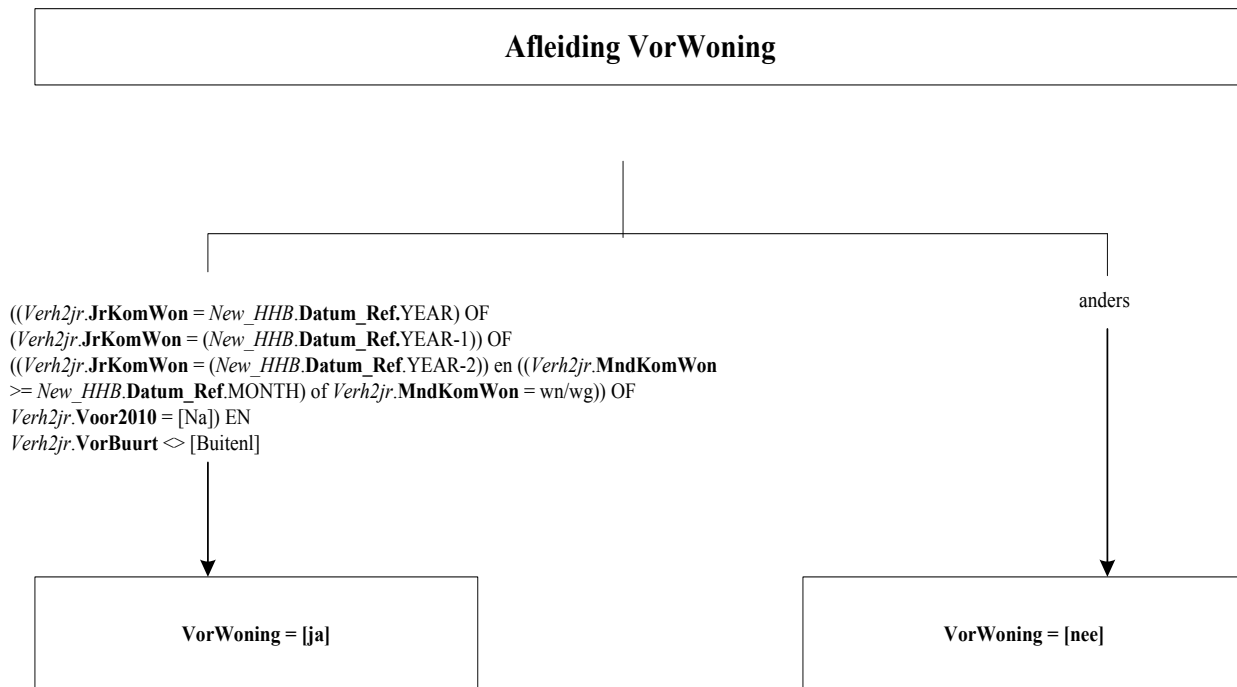 Afleiding VorWoning
((Verh2jr.JrKomWon = New_HHB.Datum_Ref.YEAR) OF
(Verh2jr.JrKomWon = (New_HHB.Datum_Ref.YEAR-1)) OF
((Verh2jr.JrKomWon = (New_HHB.Datum_Ref.YEAR-2)) en ((Verh2jr.MndKomWon
>= New_HHB.Datum_Ref.MONTH) of Verh2jr.MndKomWon = wn/wg)) OF
Verh2jr.Voor2010 = [Na]) EN
Verh2jr.VorBuurt <> [Buitenl]
anders
VorWoning = [ja]
VorWoning = [nee]